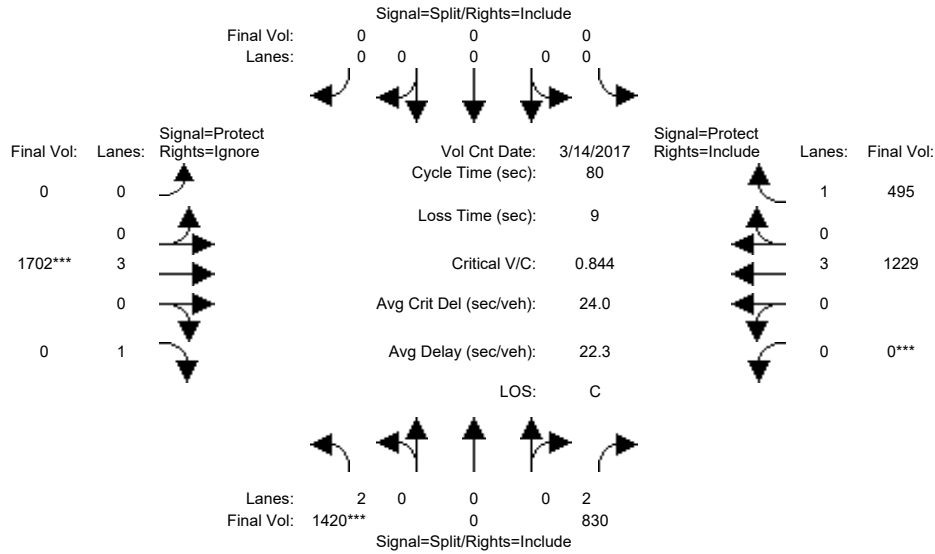 Signal=Split/Rights=Include
Final Vol: 0 0 0
Lanes: 0 0 0 0 0
Signal=Protect Signal=Protect
Final Vol: Lanes: Rights=Ignore Vol Cnt Date: 3/14/2017 Rights=Include Lanes: Final Vol:
Cycle Time (sec): 80
0 0 1 495
Loss Time (sec): 9
0 0
1702*** 3 Critical V/C: 0.844 3 1229
0 Avg Crit Del (sec/veh): 24.0 0
0 1 Avg Delay (sec/veh): 22.3 0 0***
LOS: C
Lanes: 2 0 0 0 2
Final Vol: 1420*** 0 830
Signal=Split/Rights=Include